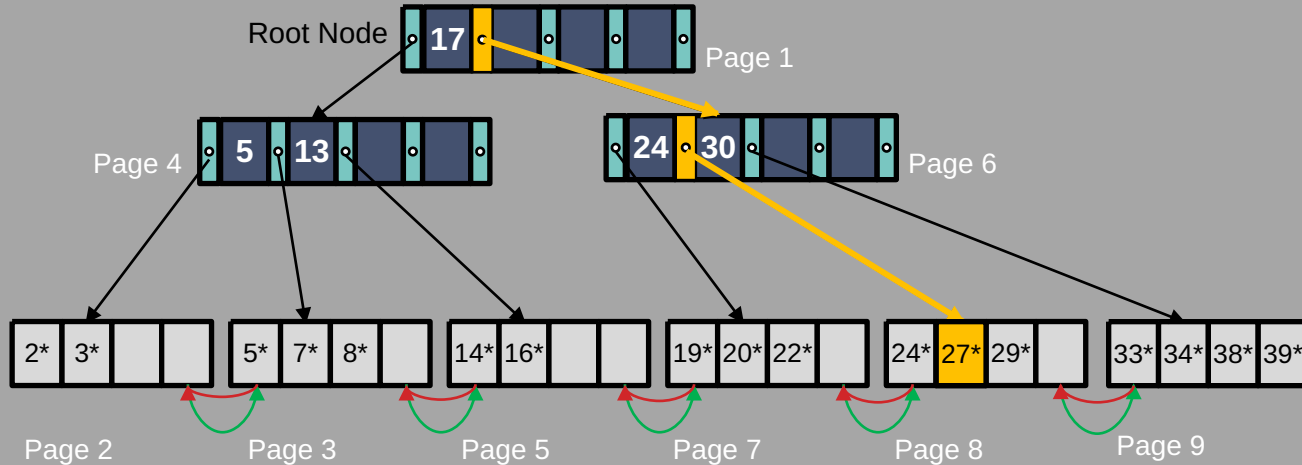 Root Node
17
Page 1
Page 4
5 13
24 30
Page 6
2* 3*
5* 7* 8*
14* 16*
19* 20* 22*
24* 27* 29*
33* 34* 38* 39*
Page 2
Page 3
Page 5
Page 7
Page 8
Page 9